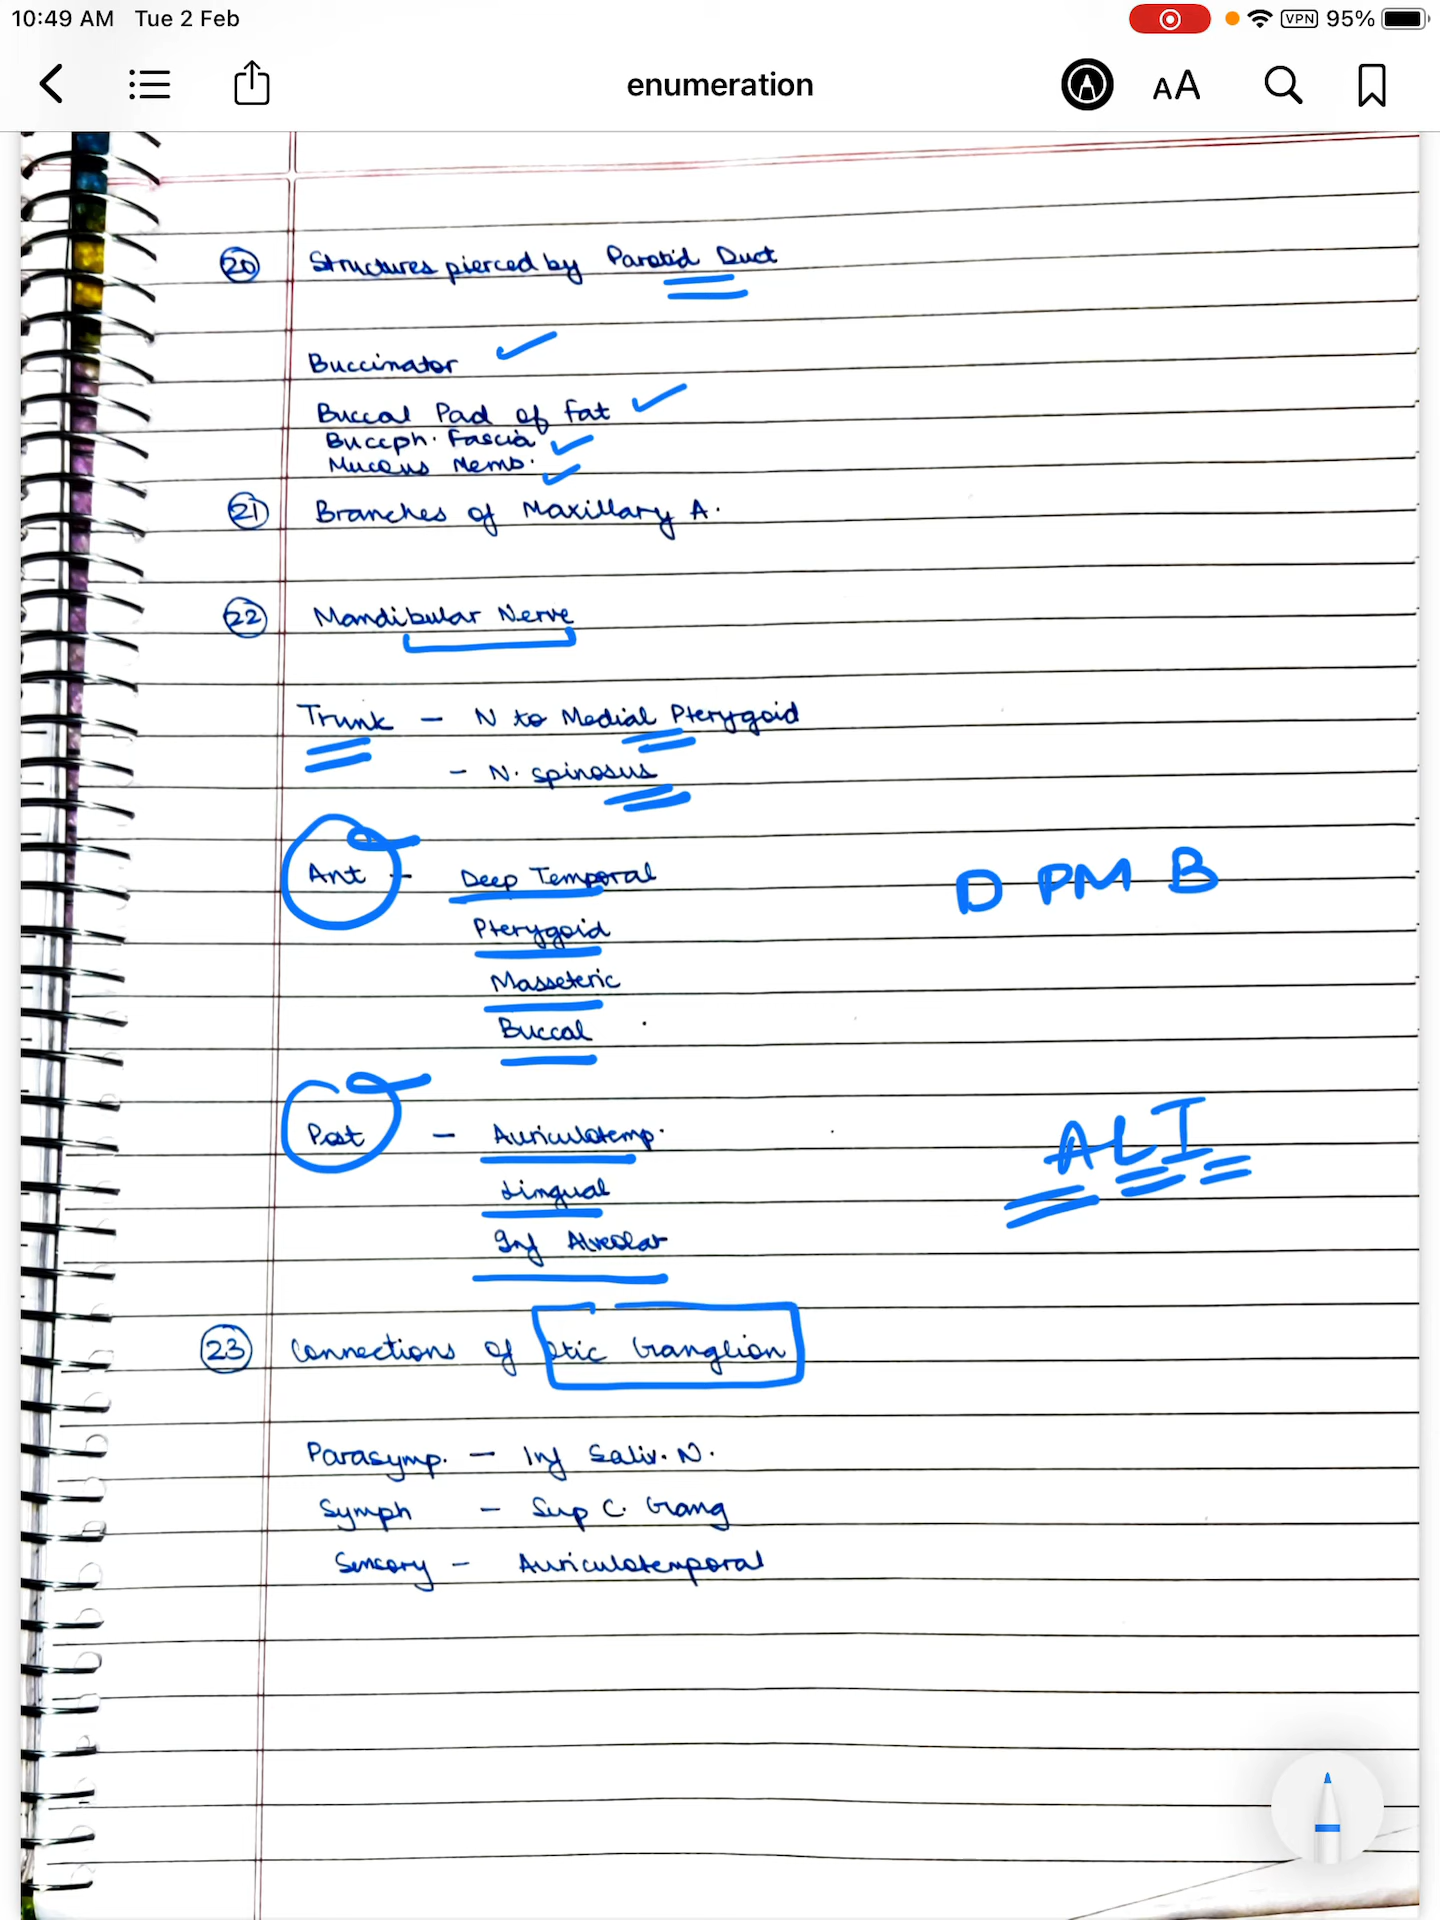 10:49 AM Tue 2 Feb
VPN 95%
enumeration
AA
20 Structures pierced by Parotid Duct
Buccinator
Buccal Pad of Fat
Buccph. Fascia
Mucous Memb.
21 Branches of Maxillary A.
22 Mandibular Nerve
Trunk - N to Medial Pterygoid
- N. spinosus
Ant - Deep Temporal
D PM B
Pterygoid
Masseteric
Buccal
Post - Auriculotemp.
ALI
Lingual
Inf Alveolar
23 Connections of Otic Ganglion
Parasymp. - Inf Saliv. N.
Symph - Sup C. Gang
Sensory - Auriculotemporal